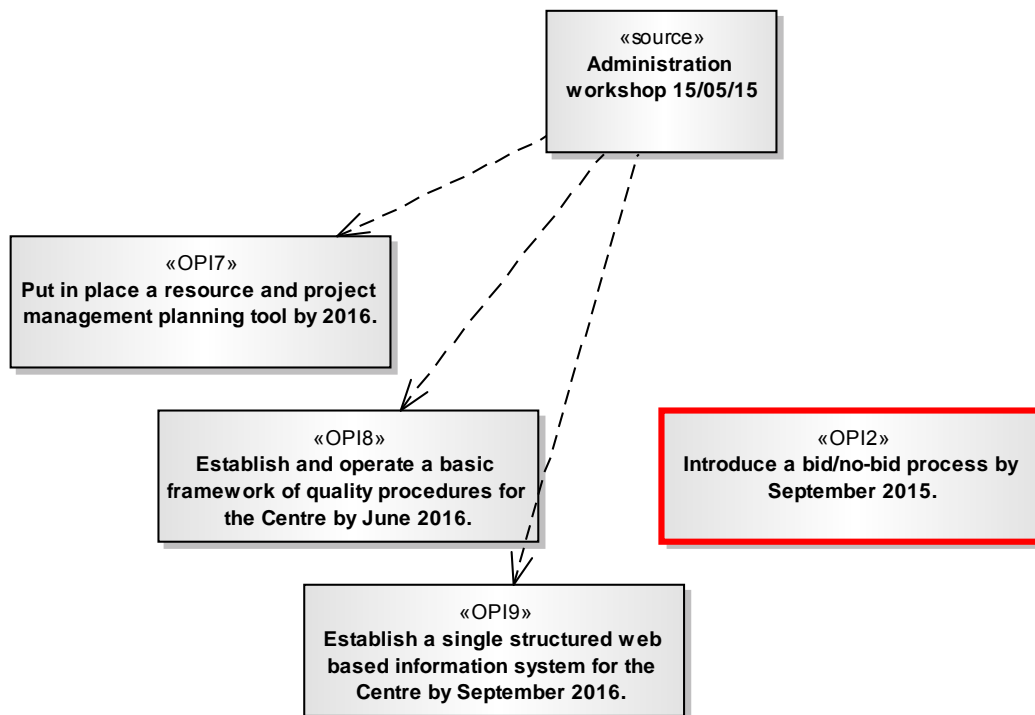 «source»
Administration
workshop 15/05/15
«OPI7»
Put in place a resource and project
management planning tool by 2016.
«OPI8»
Establish and operate a basic
framework of quality procedures for
the Centre by June 2016.
«OPI2»
Introduce a bid/no-bid process by
September 2015.
«OPI9»
Establish a single structured web
based information system for the
Centre by September 2016.